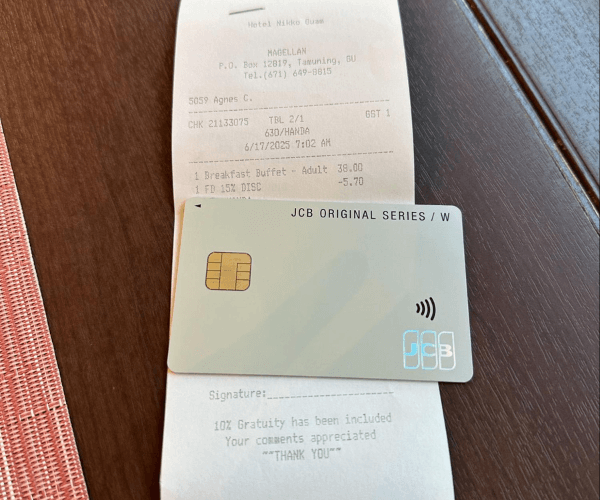 Hotel Nikko Guam
MAGELLAN
P.O. Box 12819, Tamuning, GU
Tel.(671) 649-8815
5059 Agnes C.
CHK 21133075 TBL 2/1 GST 1
630/HANDA
6/17/2025 7:02 AM
1 Breakfast Buffet - Adult 38.00
1 FD 15% DISC -5.70
JCB ORIGINAL SERIES / W
JCB
Signature:
10% Gratuity has been included
Your comments appreciated
**THANK YOU**